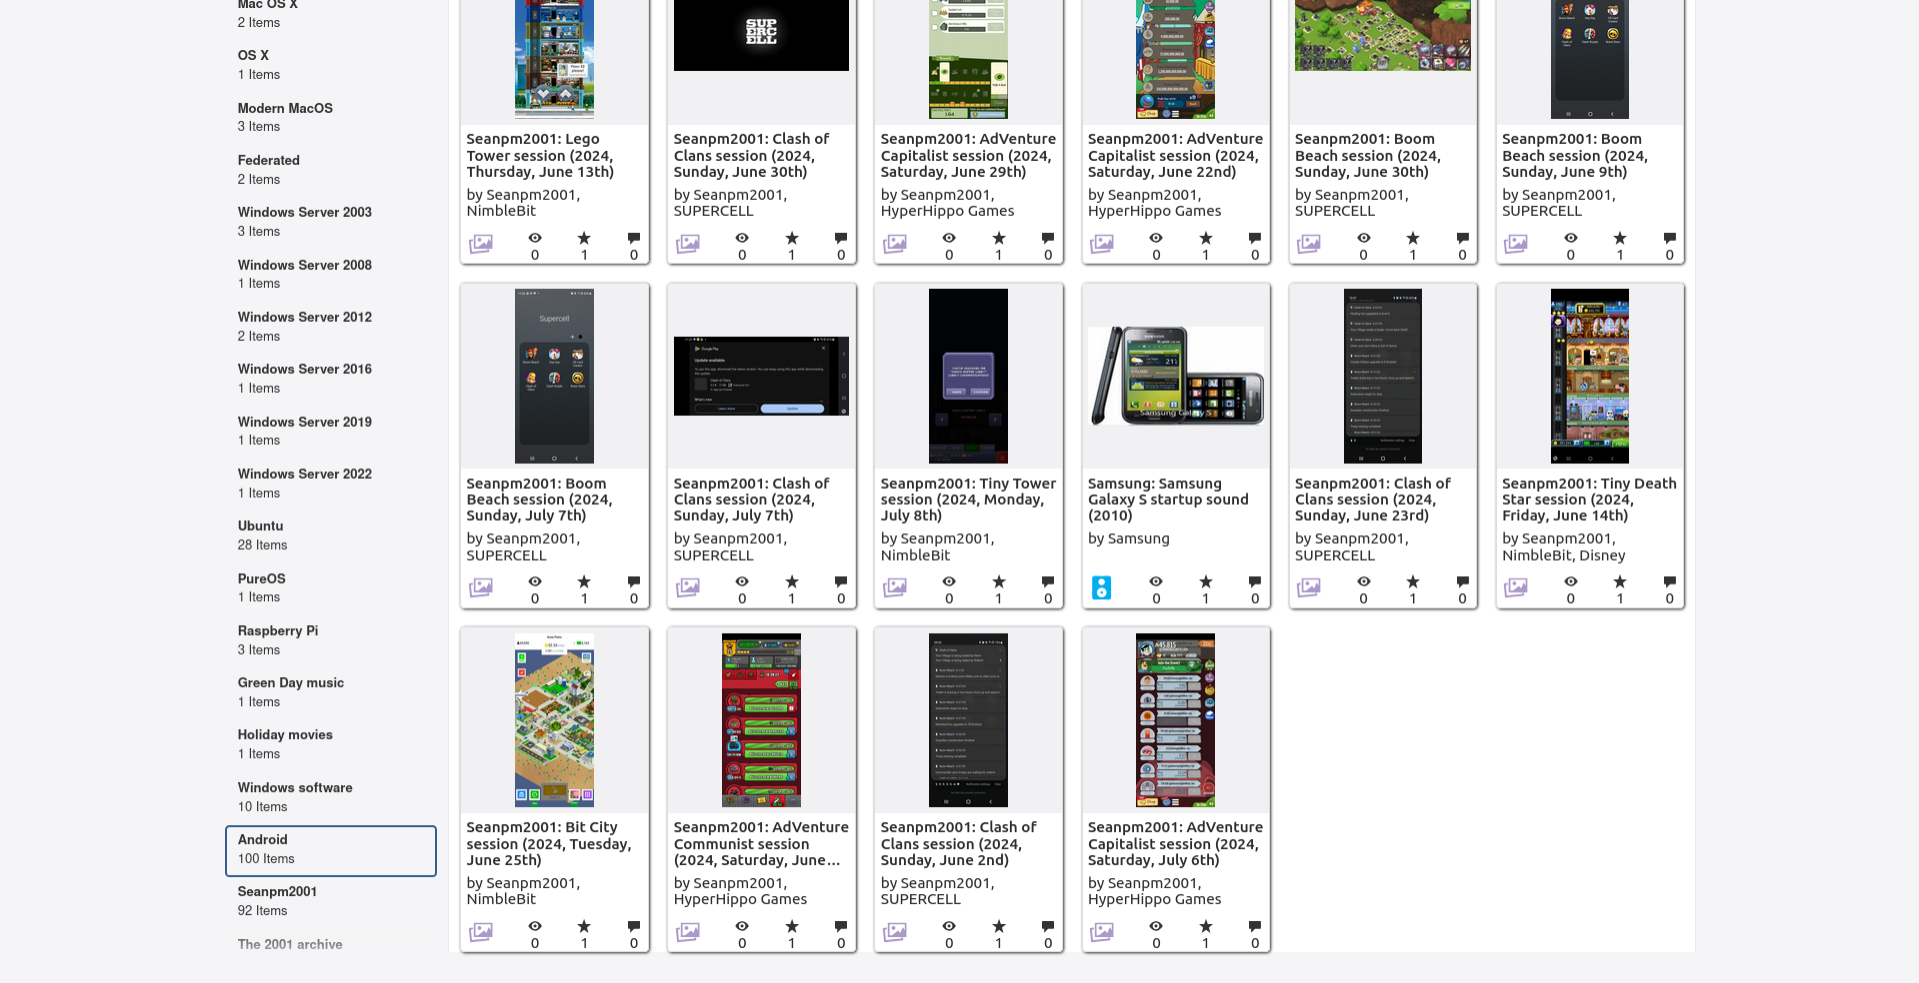 Mac OS X
2 Items
OS X
1 Items
Modern MacOS
3 Items
Federated
2 Items
Windows Server 2003
3 Items
Windows Server 2008
1 Items
Windows Server 2012
2 Items
Windows Server 2016
1 Items
Windows Server 2019
1 Items
Windows Server 2022
1 Items
Ubuntu
28 Items
PureOS
1 Items
Raspberry Pi
3 Items
Green Day music
1 Items
Holiday movies
1 Items
Windows software
10 Items
Android
100 Items
Seanpm2001
92 Items
The 2001 archive
SUP
ERC
ELL
Seanpm2001: Lego
Tower session (2024,
Thursday, June 13th)
by Seanpm2001,
NimbleBit
0 1 0
Seanpm2001: Clash of
Clans session (2024,
Sunday, June 30th)
by Seanpm2001,
SUPERCELL
0 1 0
Seanpm2001: AdVenture
Capitalist session (2024,
Saturday, June 29th)
by Seanpm2001,
HyperHippo Games
0 1 0
Seanpm2001: AdVenture
Capitalist session (2024,
Saturday, June 22nd)
by Seanpm2001,
HyperHippo Games
0 1 0
Seanpm2001: Boom
Beach session (2024,
Sunday, June 30th)
by Seanpm2001,
SUPERCELL
0 1 0
Seanpm2001: Boom
Beach session (2024,
Sunday, June 9th)
by Seanpm2001,
SUPERCELL
0 1 0
Supercell
Seanpm2001: Boom
Beach session (2024,
Sunday, July 7th)
by Seanpm2001,
SUPERCELL
0 1 0
Google Play
Update available
Clash of Clans
What's new
Learn more
Update
Seanpm2001: Clash of
Clans session (2024,
Sunday, July 7th)
by Seanpm2001,
SUPERCELL
0 1 0
Seanpm2001: Tiny Tower
session (2024, Monday,
July 8th)
by Seanpm2001,
NimbleBit
0 1 0
Samsung Galaxy S
Samsung: Samsung
Galaxy S startup sound
(2010)
by Samsung
0 1 0
Seanpm2001: Clash of
Clans session (2024,
Sunday, June 23rd)
by Seanpm2001,
SUPERCELL
0 1 0
Seanpm2001: Tiny Death
Star session (2024,
Friday, June 14th)
by Seanpm2001,
NimbleBit, Disney
0 1 0
Seanpm2001: Bit City
session (2024, Tuesday,
June 25th)
by Seanpm2001,
NimbleBit
0 1 0
Seanpm2001: AdVenture
Communist session
(2024, Saturday, June...
by Seanpm2001,
HyperHippo Games
0 1 0
Seanpm2001: Clash of
Clans session (2024,
Sunday, June 2nd)
by Seanpm2001,
SUPERCELL
0 1 0
Seanpm2001: AdVenture
Capitalist session (2024,
Saturday, July 6th)
by Seanpm2001,
HyperHippo Games
0 1 0